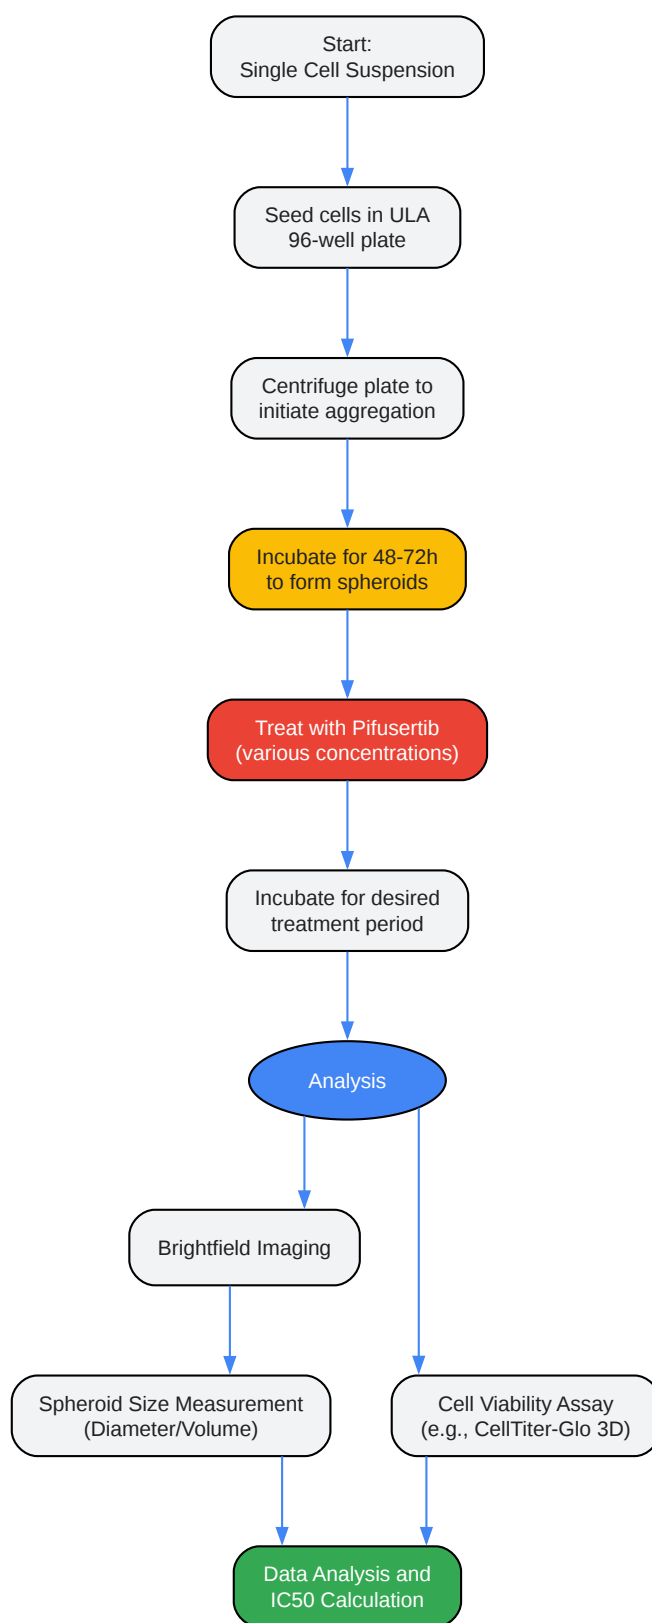 Start:
Single Cell Suspension
Seed cells in ULA
96-well plate
Centrifuge plate to
initiate aggregation
Incubate for 48-72h
to form spheroids
Treat with Pifusertib
(various concentrations)
Incubate for desired
treatment period
Analysis
Brightfield Imaging
Spheroid Size Measurement
(Diameter/Volume)
Cell Viability Assay
(e.g., CellTiter-Glo 3D)
Data Analysis and
IC50 Calculation